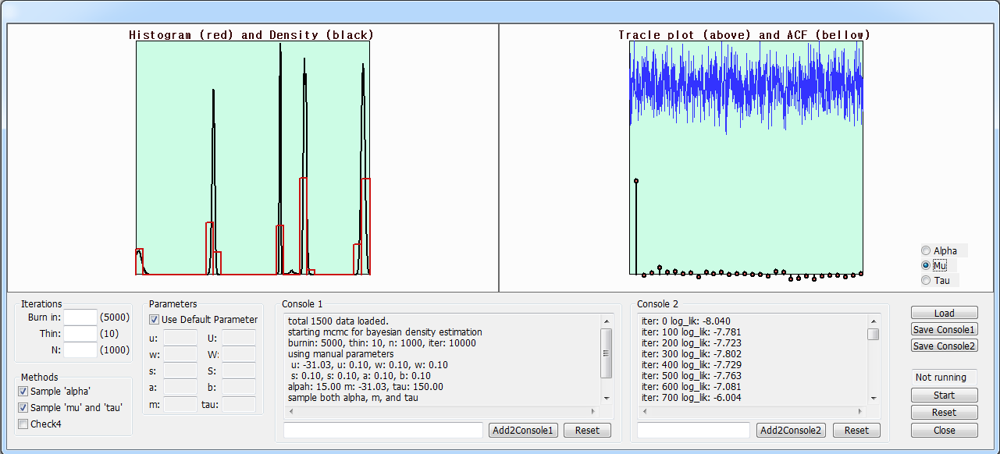 Histogram (red) and Density (black)
Tracle plot (above) and ACF (bellow)
Alpha
Mu
Tau
Iterations
Burn in: (5000)
Thin: (10)
N: (1000)
Methods
Sample 'alpha'
Sample 'mu' and 'tau'
Check4
Parameters
Use Default Parameter
u: U:
w: W:
s: S:
a: b:
m: tau:
Console 1
total 1500 data loaded.
starting mcmc for bayesian density estimation
burnin: 5000, thin: 10, n: 1000, iter: 10000
using manual parameters
u: -31.03, u: 0.10, w: 0.10, w: 0.10
s: 0.10, s: 0.10, a: 0.10, b: 0.10
alpah: 15.00 m: -31.03, tau: 150.00
sample both alpha, m, and tau
Add2Console1 Reset
Console 2
iter: 0 log_lik: -8.040
iter: 100 log_lik: -7.781
iter: 200 log_lik: -7.723
iter: 300 log_lik: -7.802
iter: 400 log_lik: -7.729
iter: 500 log_lik: -7.763
iter: 600 log_lik: -7.081
iter: 700 log_lik: -6.004
Add2Console2 Reset
Load
Save Console1
Save Console2
Not running
Start
Reset
Close